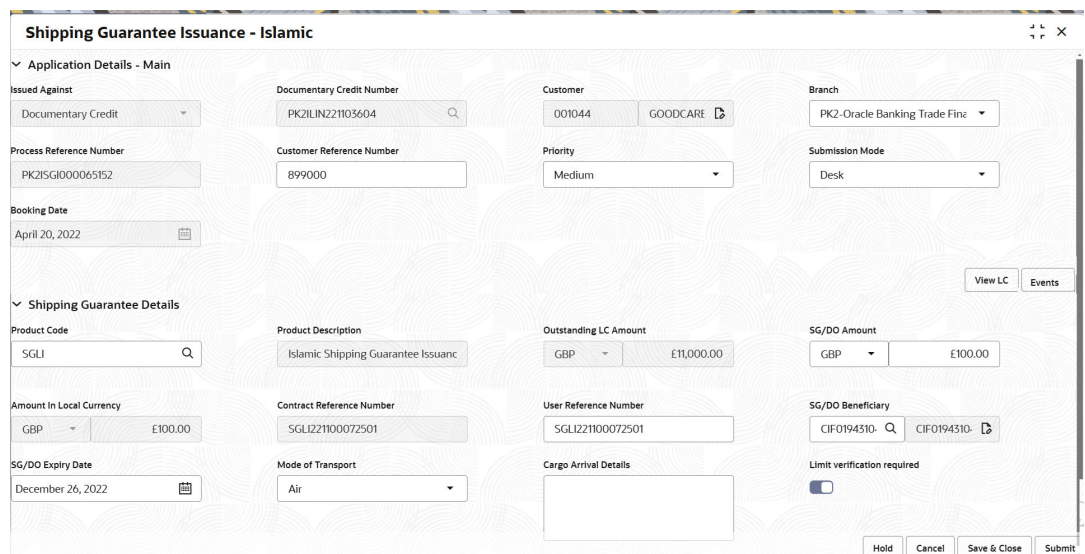 Shipping Guarantee Issuance - Islamic
Application Details - Main
Issued Against Documentary Credit Number Customer Branch
Documentary Credit PK2ILIN221103604 001044 GOODCARE PK2-Oracle Banking Trade Fina
Process Reference Number Customer Reference Number Priority Submission Mode
PK2ISGI000065152 899000 Medium Desk
Booking Date
April 20, 2022
View LC Events
Shipping Guarantee Details
Product Code Product Description Outstanding LC Amount SG/DO Amount
SGLI Islamic Shipping Guarantee Issuanc GBP £11,000.00 GBP £100.00
Amount In Local Currency Contract Reference Number User Reference Number SG/DO Beneficiary
GBP £100.00 SGLI221100072501 SGLI221100072501 CIF0194310- CIF0194310-
SG/DO Expiry Date Mode of Transport Cargo Arrival Details Limit verification required
December 26, 2022 Air
Hold Cancel Save & Close Submit